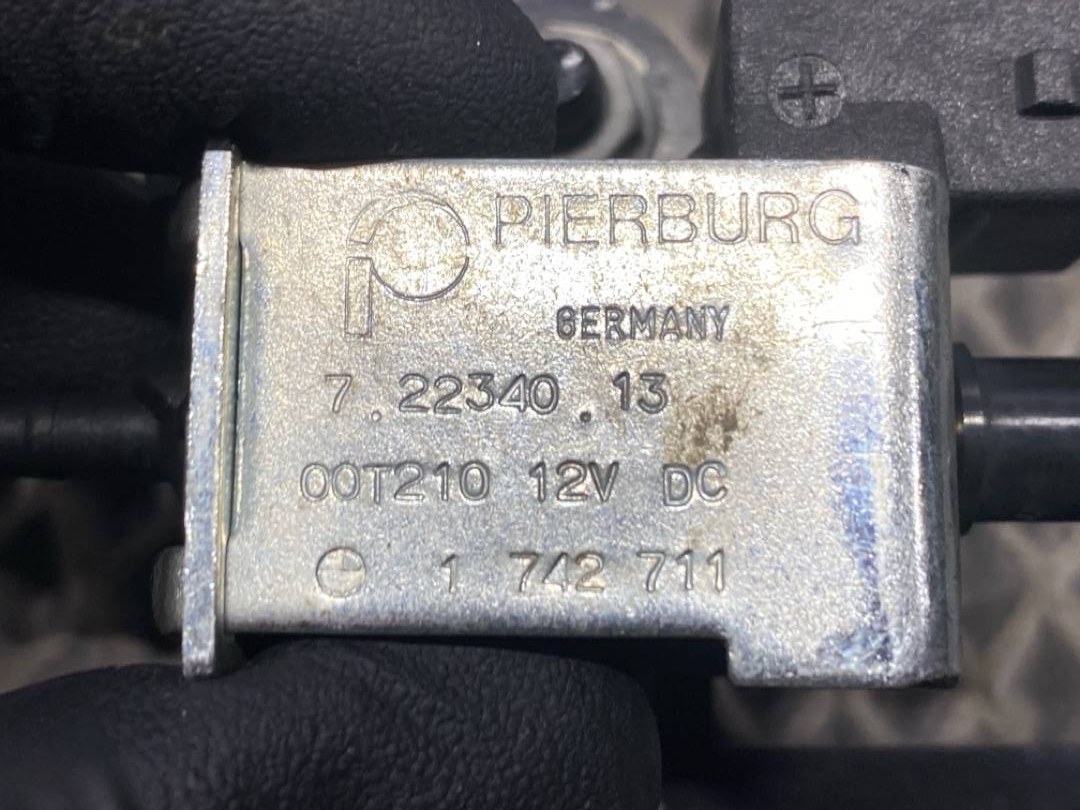 PIERBURG
GERMANY
7.22340.13
00T210 12V DC
1 742 711